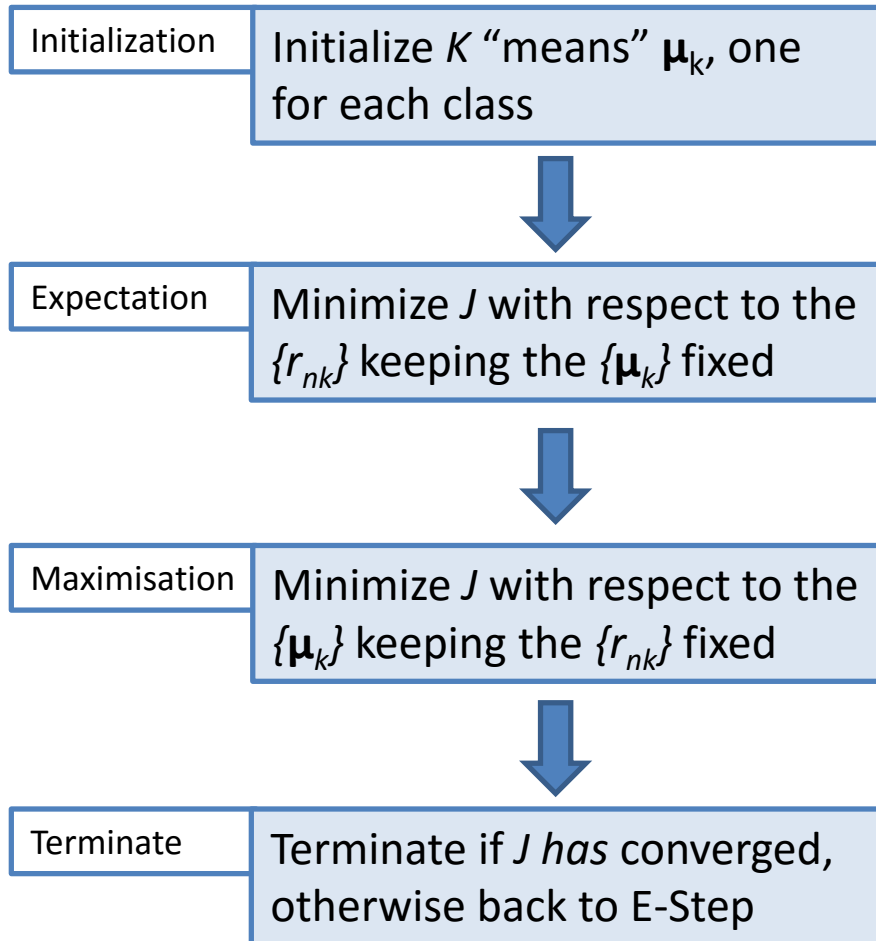 Initialization
Initialize K “means” μk, one
for each class
Expectation
Minimize J with respect to the
{rnk} keeping the {μk} fixed
Maximisation
Minimize J with respect to the
{μk} keeping the {rnk} fixed
Terminate
Terminate if J has converged,
otherwise back to E-Step